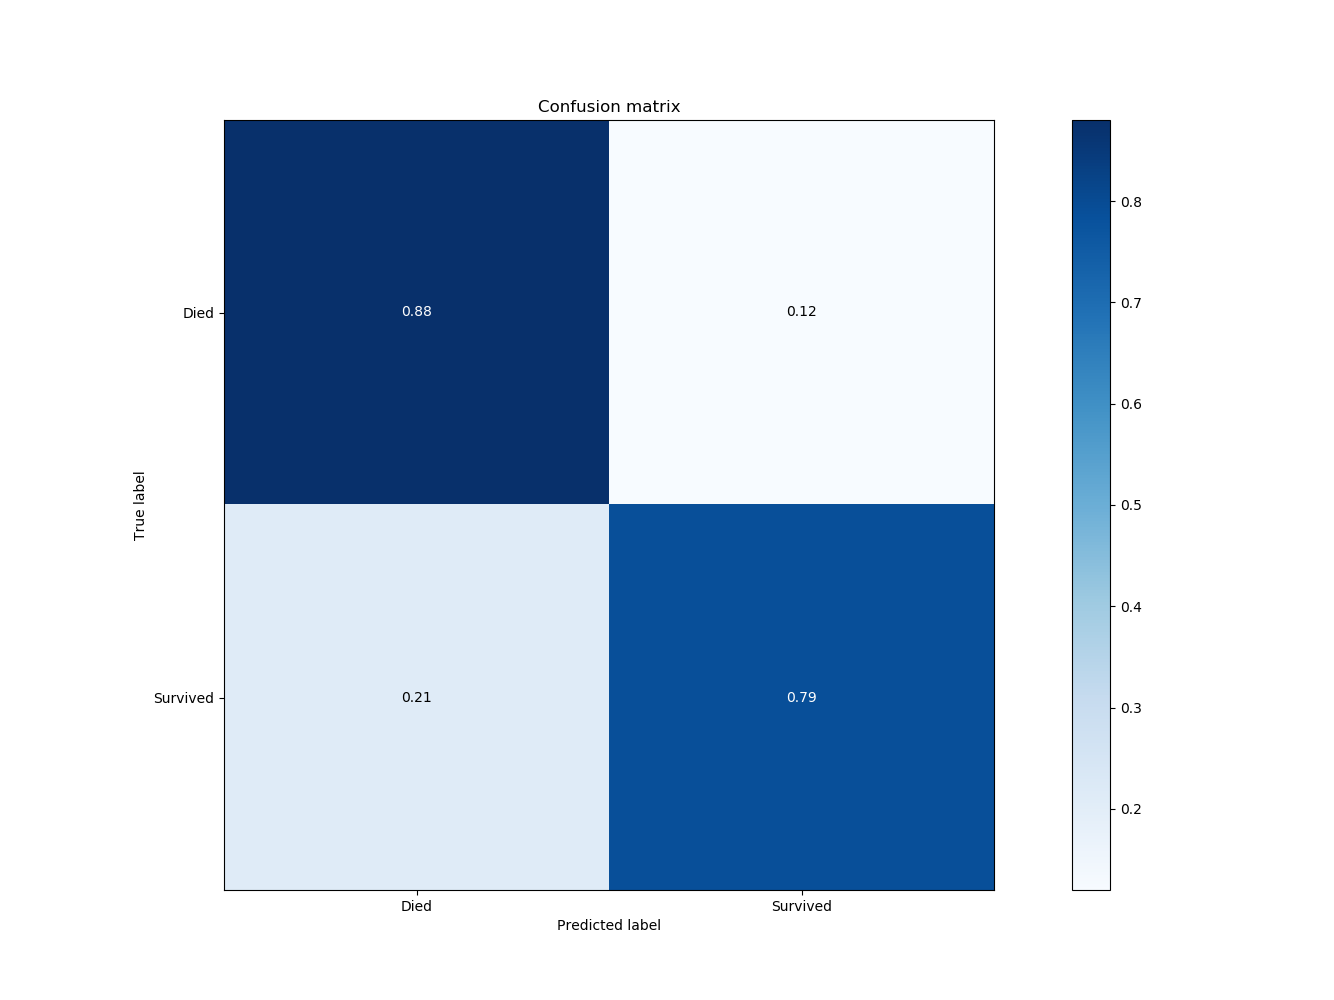 Confusion matrix
Died
0.88
0.12
True label
Survived
0.21
0.79
Died
Survived
Predicted label
0.8
0.7
0.6
0.5
0.4
0.3
0.2